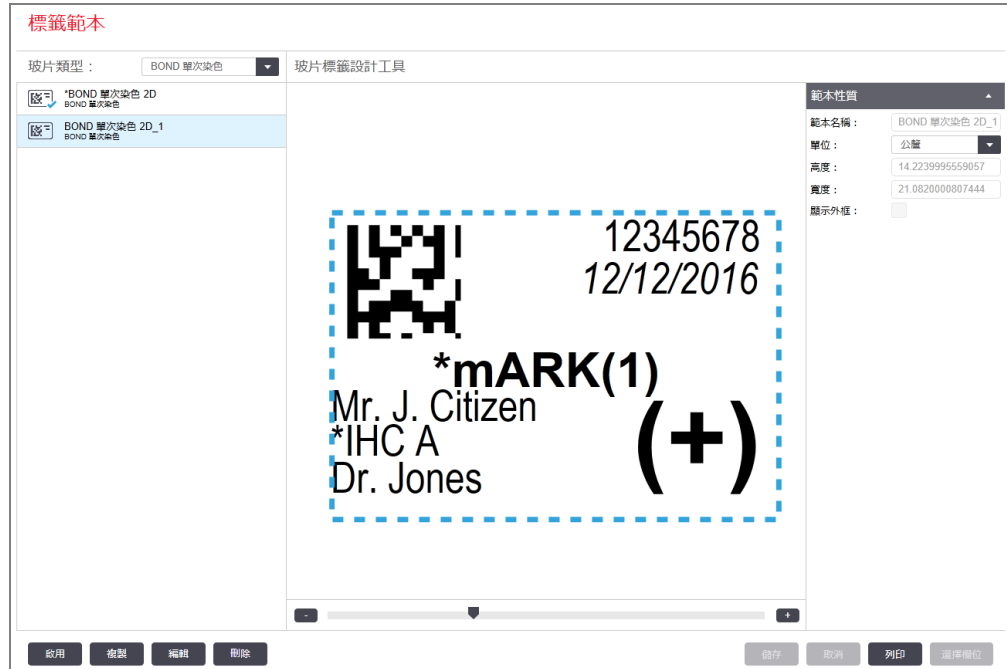 標籤範本
玻片類型：
BOND 單次染色
玻片標籤設計工具
*BOND 單次染色 2D
BOND 單次染色
BOND 單次染色 2D_1
BOND 單次染色
範本性質
範本名稱：
BOND 單次染色 2D_1
單位：
公釐
高度：
14.2239995559057
寬度：
21.0820000807444
顯示外框：
12345678
12/12/2016
*mARK(1)
Mr. J. Citizen
*IHC A
Dr. Jones
(+)
-
+
啟用
複製
編輯
刪除
儲存
取消
列印
選擇欄位